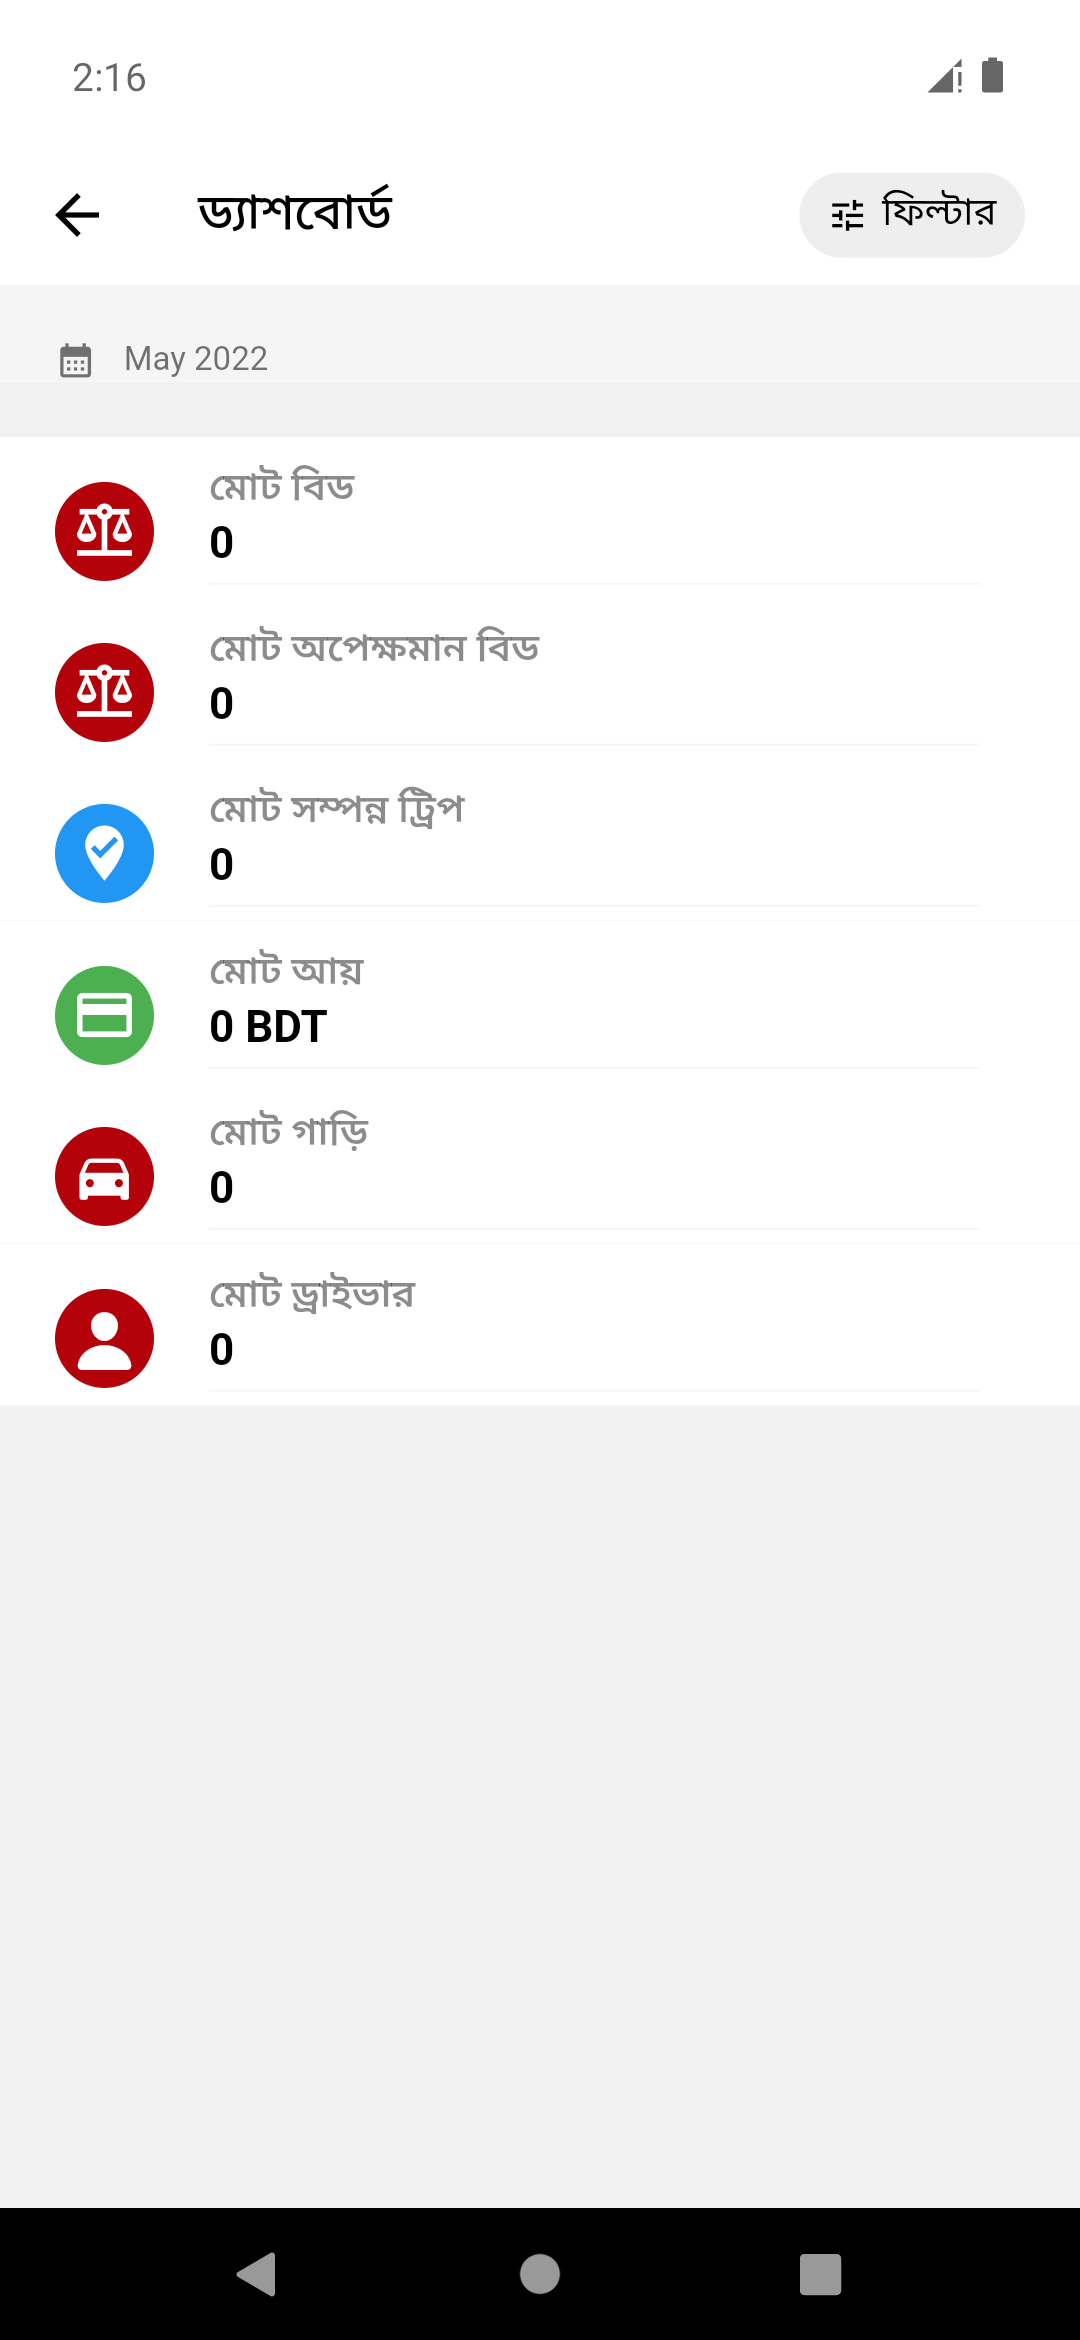 2:16
ড্যাশবোর্ড
ফিল্টার
May 2022
মোট বিড
0
মোট অপেক্ষমান বিড
0
মোট সম্পন্ন ট্রিপ
0
মোট আয়
0 BDT
মোট গাড়ি
0
মোট ড্রাইভার
0